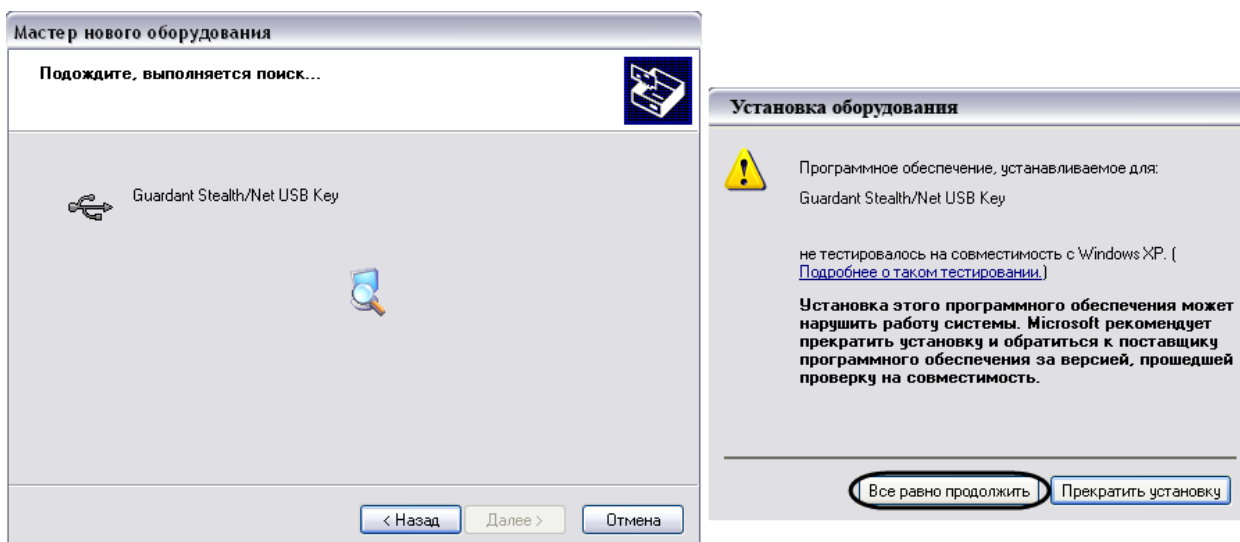 Мастер нового оборудования
Подождите, выполняется поиск...
Guardant Stealth/Net USB Key
< Назад
Далее >
Отмена
Установка оборудования
Программное обеспечение, устанавливаемое для:
Guardant Stealth/Net USB Key
не тестировалось на совместимость с Windows XP. (
Подробнее о таком тестировании.)
Установка этого программного обеспечения может
нарушить работу системы. Microsoft рекомендует
прекратить установку и обратиться к поставщику
программного обеспечения за версией, прошедшей
проверку на совместимость.
Все равно продолжить
Прекратить установку